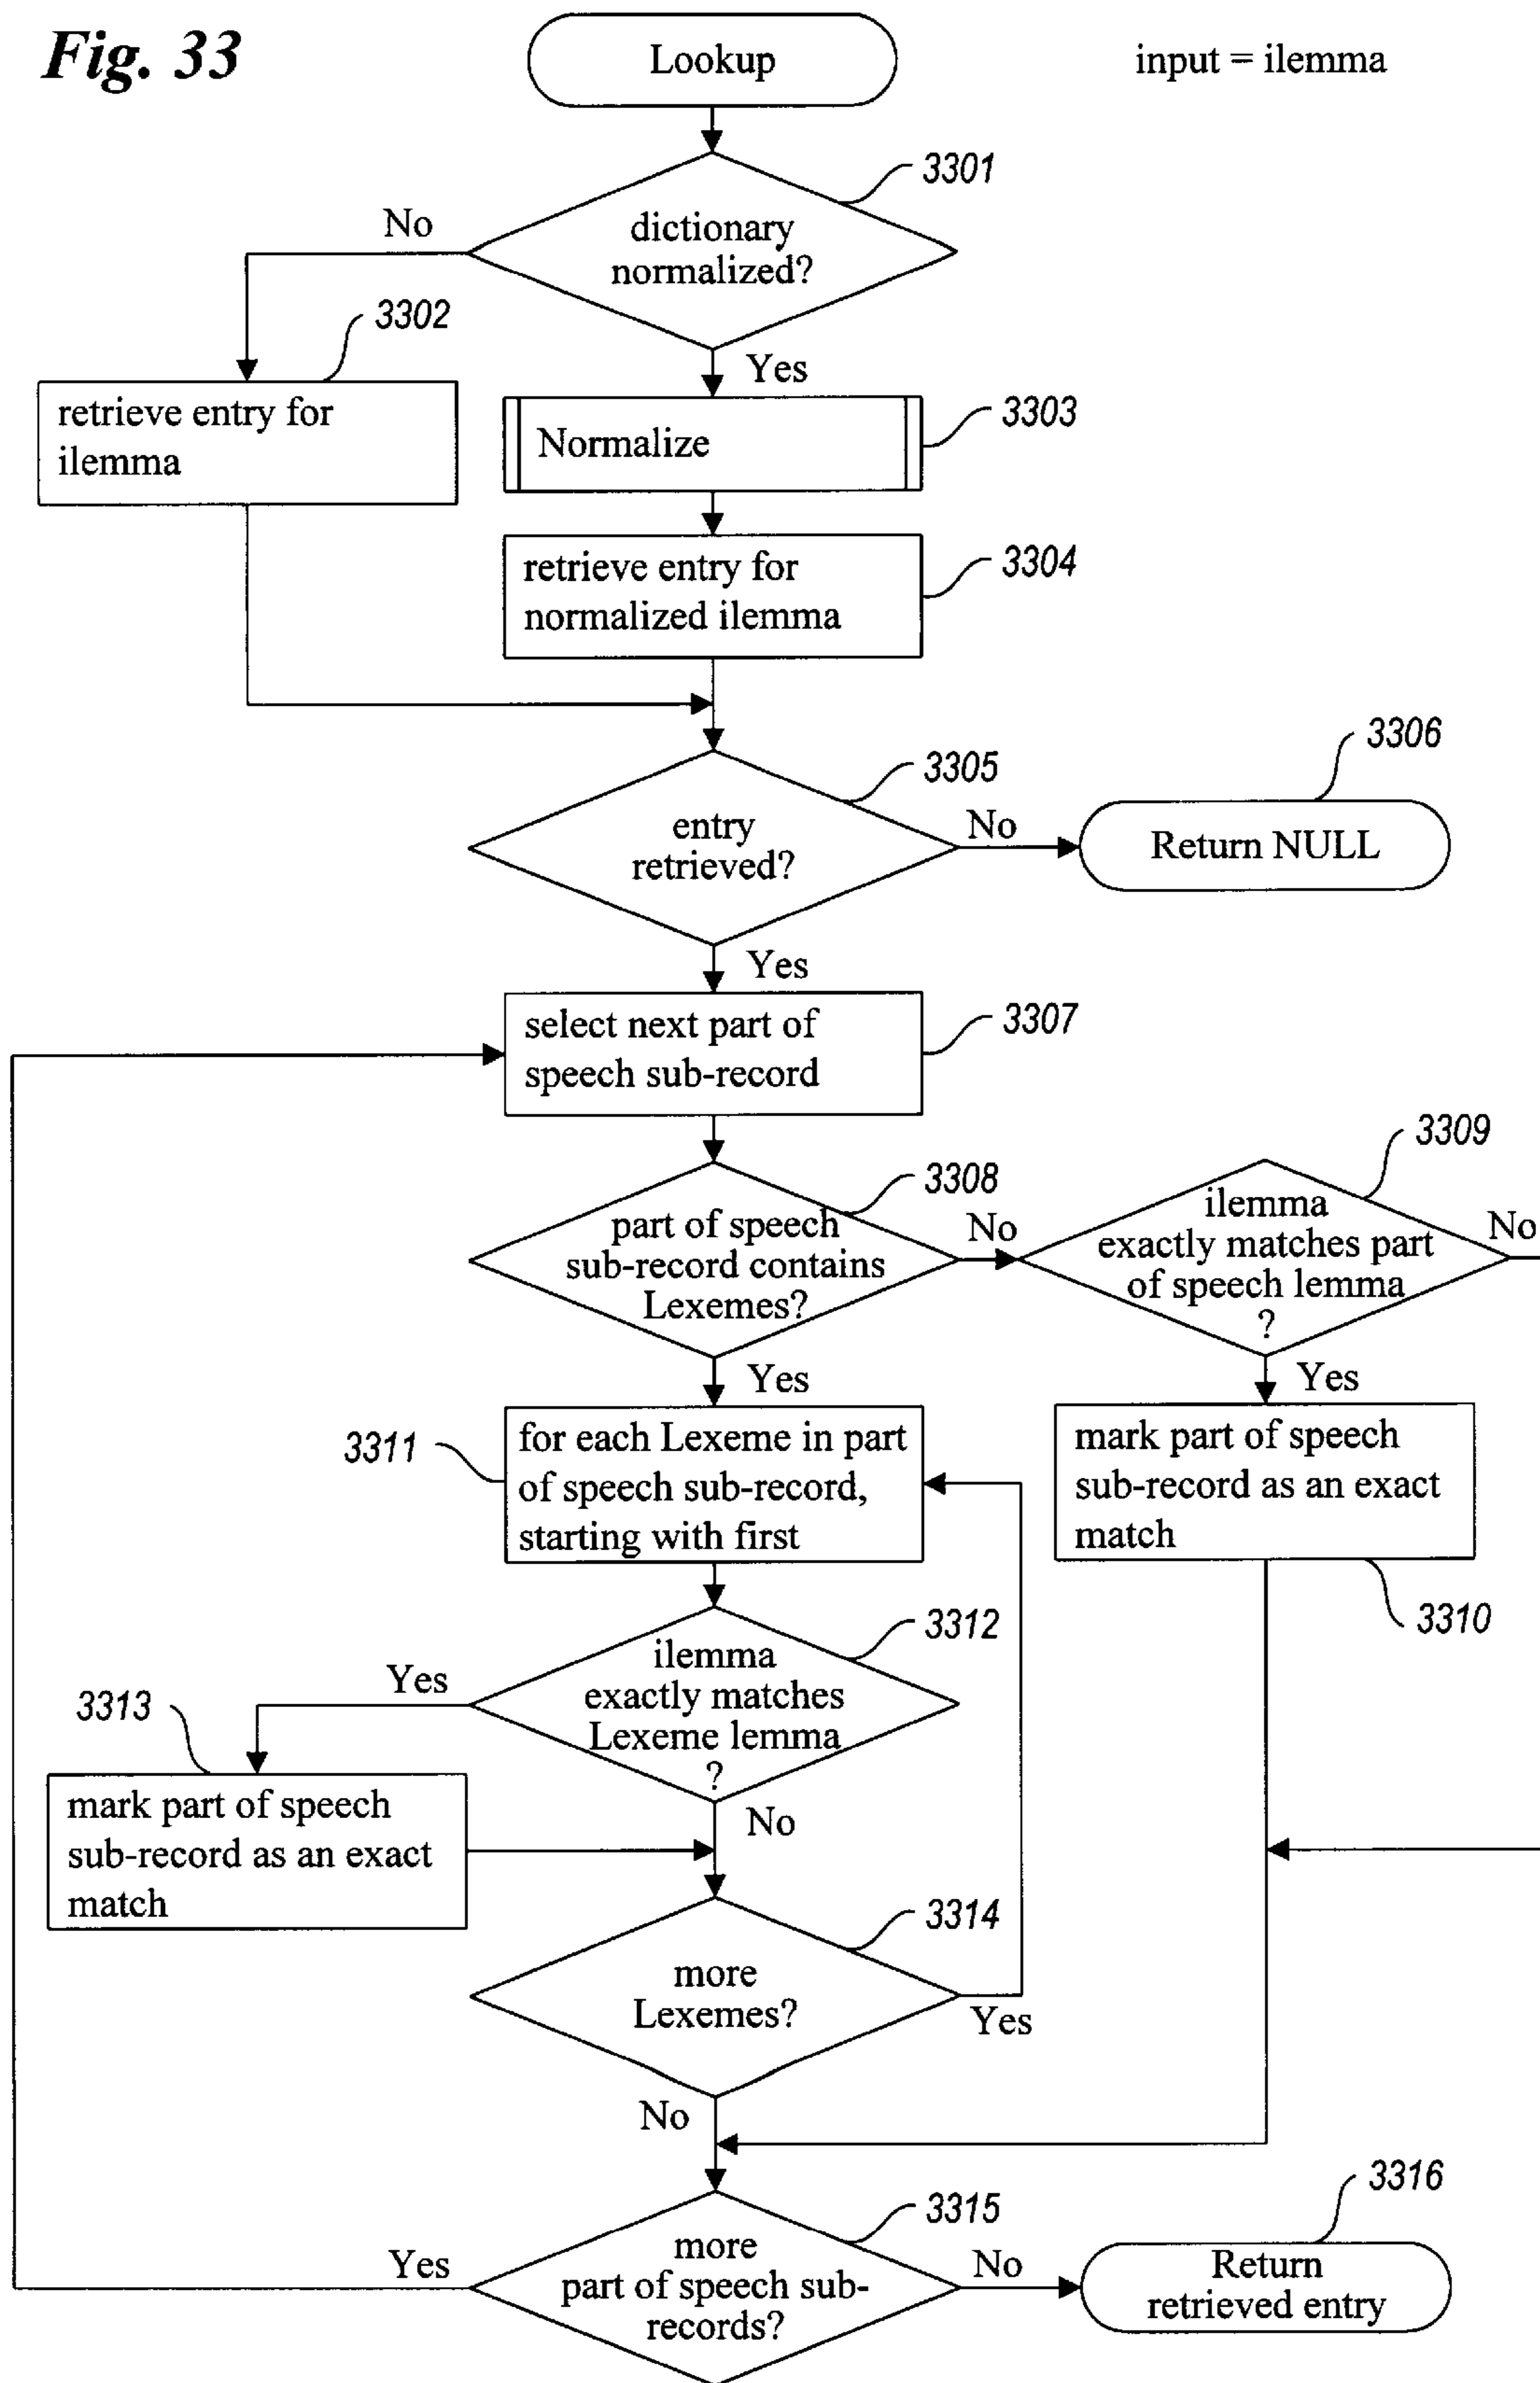 Fig. 33
Lookup
input = ilemma
3301
No
dictionary
normalized?
3302
Yes
retrieve entry for
ilemma
3303
Normalize
3304
retrieve entry for
normalized ilemma
3306
3305
entry
retrieved?
No
Return NULL
Yes
3307
select next part of
speech sub-record
3309
3308
part of speech
sub-record contains
Lexemes?
No
ilemma
exactly matches part
of speech lemma
?
No
Yes
Yes
3311
for each Lexeme in part
of speech sub-record,
starting with first
mark part of speech
sub-record as an exact
match
3310
3312
ilemma
exactly matches
Lexeme lemma
?
Yes
3313
No
mark part of speech
sub-record as an exact
match
3314
more
Lexemes?
Yes
No
3316
3315
Yes
more
part of speech sub-
records?
No
Return
retrieved entry